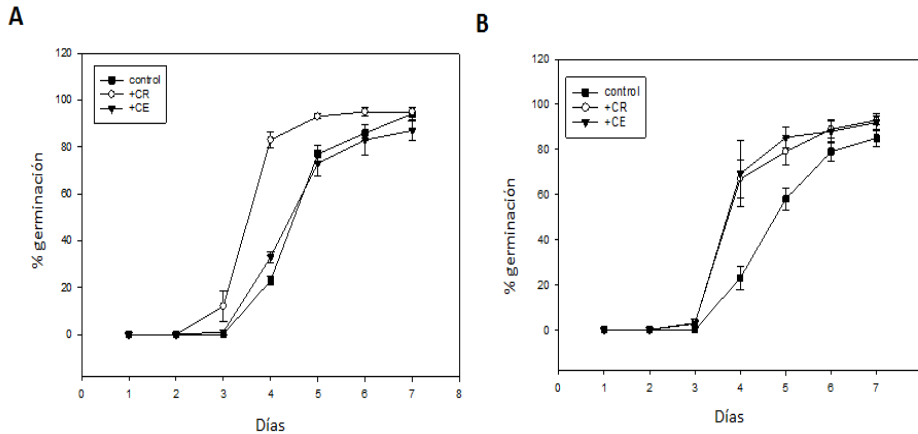 A
% germinación
120
100
80
60
40
20
0
control
+CR
+CE
0 1 2 3 4 5 6 7 8
Días
B
% germinación
120
100
80
60
40
20
0
control
+CR
+CE
0 1 2 3 4 5 6 7
Días